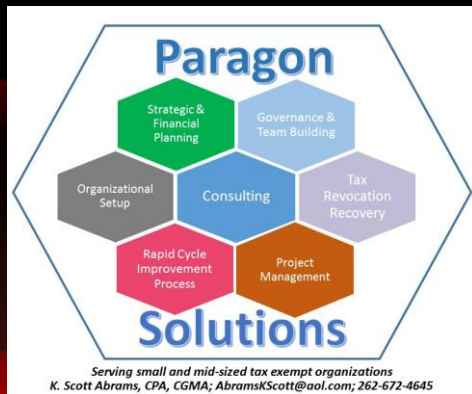 Paragon
Strategic &
Financial
Planning
Governance &
Team Building
Organizational
Setup
Consulting
Tax
Revocation
Recovery
Rapid Cycle
Improvement
Process
Project
Management
Solutions
Serving small and mid-sized tax exempt organizations
K. Scott Abrams, CPA, CGMA; AbramsKScott@aol.com; 262-672-4645